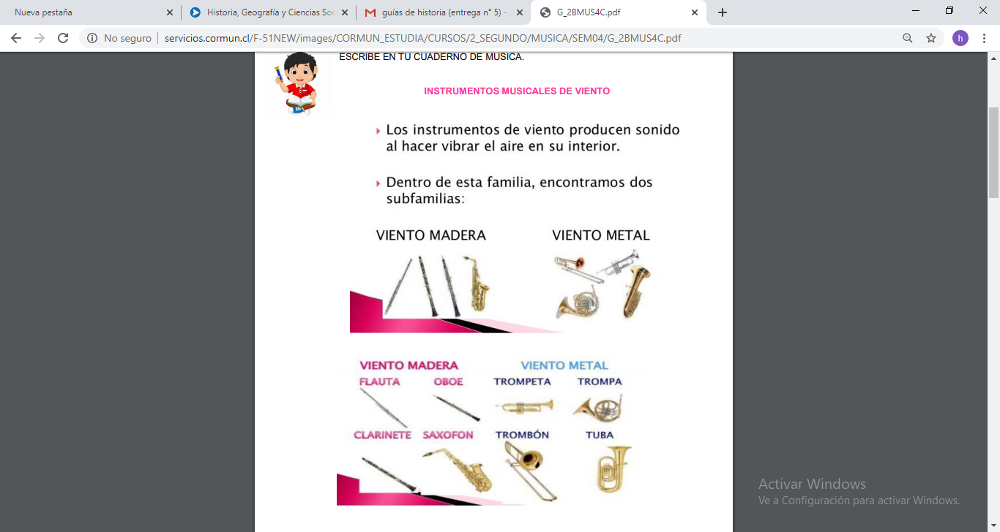 Nueva pestaña
Historia, Geografía y Ciencias Soc
guías de historia (entrega n° 5) -
G_2BMUS4C.pdf
No seguro
servicios.cormun.cl/F-51NEW/images/CORMUN_ESTUDIA/CURSOS/2_SEGUNDO/MUSICA/SEM04/G_2BMUS4C.pdf
h
ESCRIBE EN TU CUADERNO DE MUSICA.
INSTRUMENTOS MUSICALES DE VIENTO
Los instrumentos de viento producen sonido
al hacer vibrar el aire en su interior.
Dentro de esta familia, encontramos dos
subfamilias:
VIENTO MADERA VIENTO METAL
VIENTO MADERA VIENTO METAL
FLAUTA OBOE TROMPETA TROMPA
CLARINETE SAXOFON TROMBÓN TUBA
Activar Windows
Ve a Configuración para activar Windows.